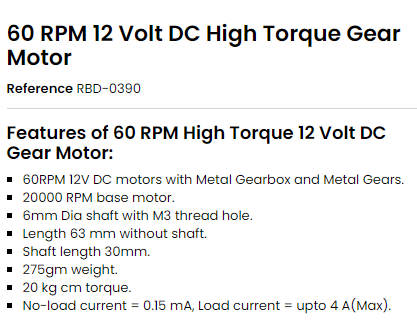 60 RPM 12 Volt DC High Torque Gear
Motor
Reference RBD-0390
Features of 60 RPM High Torque 12 Volt DC
Gear Motor:
60RPM 12V DC motors with Metal Gearbox and Metal Gears.
20000 RPM base motor.
6mm Dia shaft with M3 thread hole.
Length 63 mm without shaft.
Shaft length 30mm.
275gm weight.
20 kg cm torque.
No-load current = 0.15 mA, Load current = upto 4 A(Max).